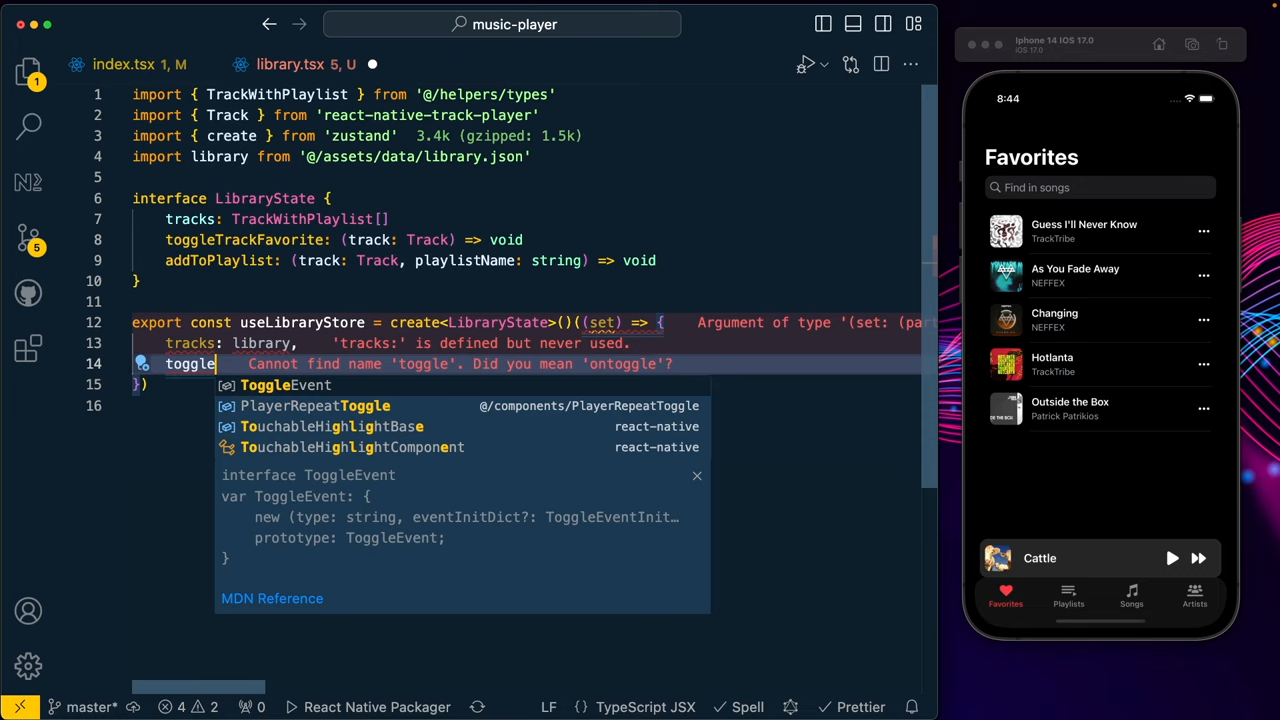 music-player
index.tsx 1, M
library.tsx 5, U
1 import { TrackWithPlaylist } from '@/helpers/types'
2 import { Track } from 'react-native-track-player'
3 import { create } from 'zustand' 3.4k (gzipped: 1.5k)
4 import library from '@/assets/data/library.json'
5
6 interface LibraryState {
7 tracks: TrackWithPlaylist[]
8 toggleTrackFavorite: (track: Track) => void
9 addToPlaylist: (track: Track, playlistName: string) => void
10 }
11
12 export const useLibraryStore = create<LibraryState>()((set) => { Argument of type '(set: (par
13 tracks: library, 'tracks:' is defined but never used.
14 toggle Cannot find name 'toggle'. Did you mean 'ontoggle'?
15 })
16
ToggleEvent
PlayerRepeatToggle @/components/PlayerRepeatToggle
TouchableHighlightBase react-native
TouchableHighlightComponent react-native
interface ToggleEvent
var ToggleEvent: {
new (type: string, eventInitDict?: ToggleEventInit…
prototype: ToggleEvent;
}
MDN Reference
1
5
master* 4 2 0 React Native Packager LF {} TypeScript JSX Spell Prettier
Iphone 14 IOS 17.0
iOS 17.0
8:44
Favorites
Find in songs
Guess I'll Never Know
TrackTribe
As You Fade Away
NEFFEX
Changing
NEFFEX
Hotlanta
TrackTribe
Outside the Box
Patrick Patrikios
Cattle
Favorites Playlists Songs Artists